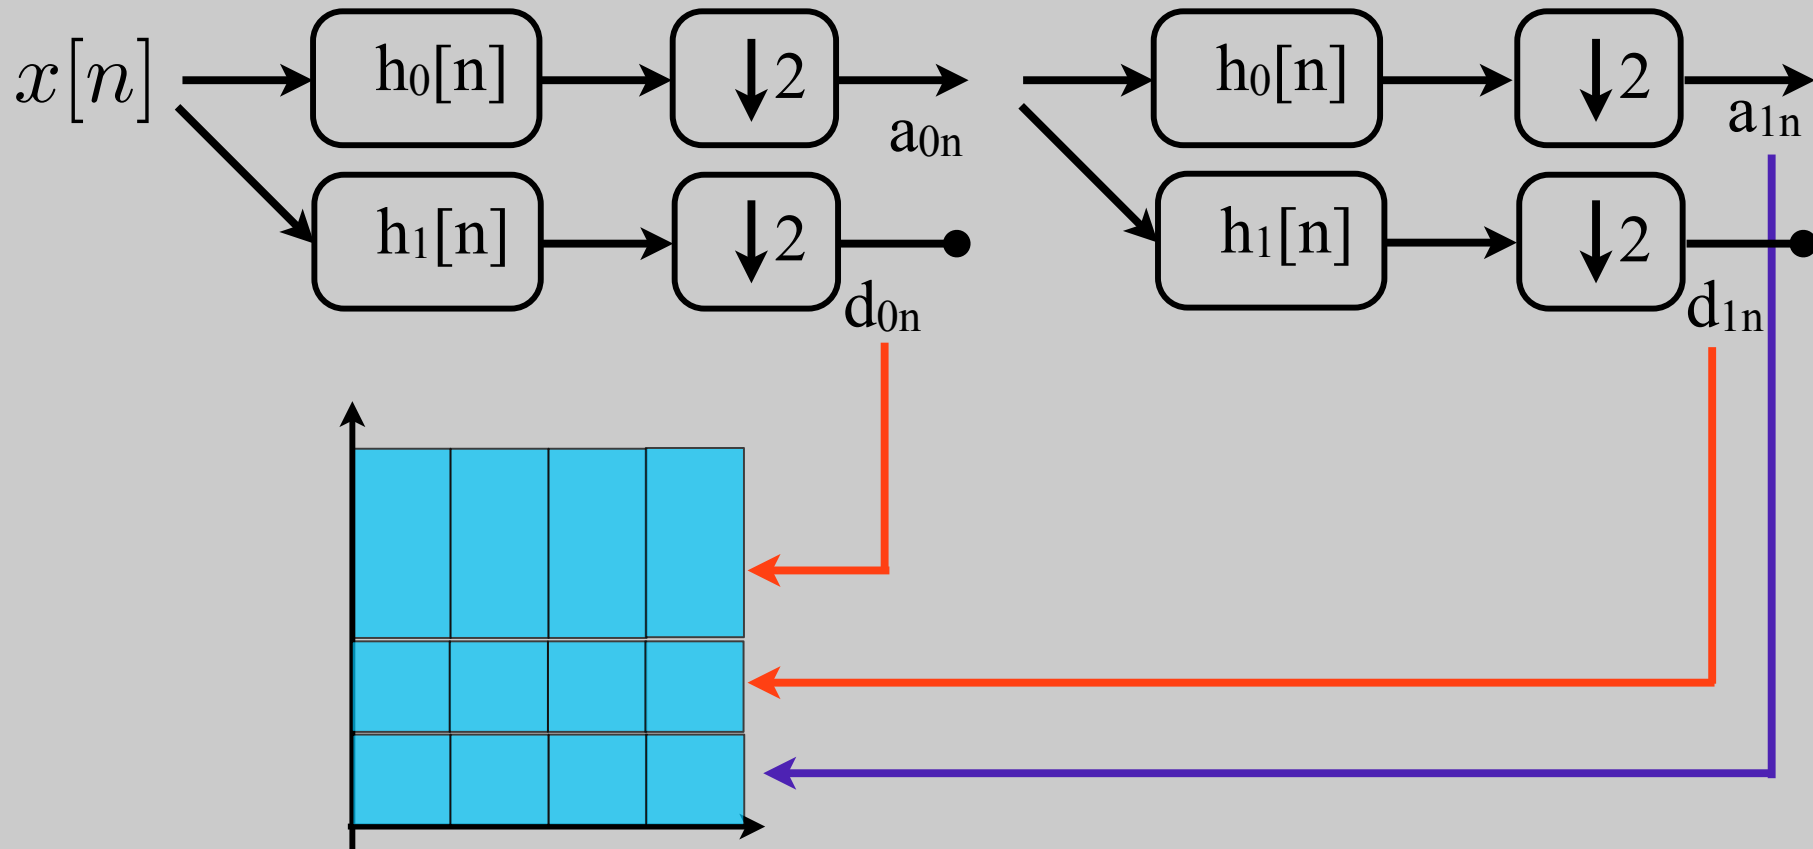 x[n] h₀[n] ↓2 h₀[n] ↓2
a₀ₙ a₁ₙ
h₁[n] ↓2 h₁[n] ↓2
d₀ₙ d₁ₙ